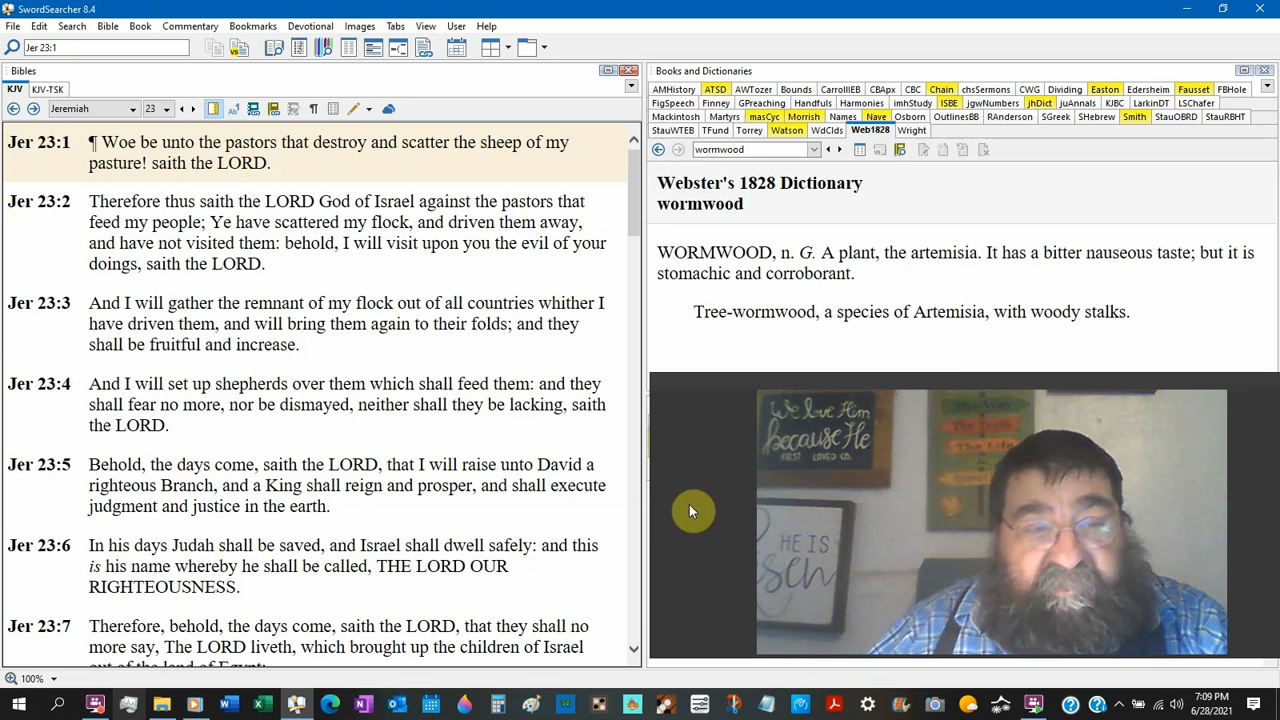 SwordSearcher 8.4
File Edit Search Bible Book Commentary Bookmarks Devotional Images Tabs View User Help
Jer 23:1
Bibles
KJV KJV-TSK
Jeremiah 23
Jer 23:1 ¶ Woe be unto the pastors that destroy and scatter the sheep of my
pasture! saith the LORD.
Jer 23:2 Therefore thus saith the LORD God of Israel against the pastors that
feed my people; Ye have scattered my flock, and driven them away,
and have not visited them: behold, I will visit upon you the evil of your
doings, saith the LORD.
Jer 23:3 And I will gather the remnant of my flock out of all countries whither I
have driven them, and will bring them again to their folds; and they
shall be fruitful and increase.
Jer 23:4 And I will set up shepherds over them which shall feed them: and they
shall fear no more, nor be dismayed, neither shall they be lacking, saith
the LORD.
Jer 23:5 Behold, the days come, saith the LORD, that I will raise unto David a
righteous Branch, and a King shall reign and prosper, and shall execute
judgment and justice in the earth.
Jer 23:6 In his days Judah shall be saved, and Israel shall dwell safely: and this
is his name whereby he shall be called, THE LORD OUR
RIGHTEOUSNESS.
Jer 23:7 Therefore, behold, the days come, saith the LORD, that they shall no
more say, The LORD liveth, which brought up the children of Israel
out of the land of Egypt;
100%
Books and Dictionaries
AMHistory ATSD AWTozer Bounds CarrollIEB CBApx CBC Chain chsSermons CWG Dividing Easton Edersheim Fausset FBHole
FigSpeech Finney GPreaching Handfuls Harmonies imhStudy ISBE jgwNumbers jhDict juAnnals KJBC LarkinDT LSChafer
Mackintosh Martyrs masCyc Morrish Names Nave Osborn OutlinesBB RAnderson SGreek SHebrew Smith StauOBRD StauRBHT
StauWTEB TFund Torrey Watson WdClds Web1828 Wright
wormwood
Webster's 1828 Dictionary
wormwood
WORMWOOD, n. G. A plant, the artemisia. It has a bitter nauseous taste; but it is
stomachic and corroborant.
Tree-wormwood, a species of Artemisia, with woody stalks.
We love Him
because He
FIRST LOVED US.
The Truth
The Life
HE IS
7:09 PM
6/28/2021